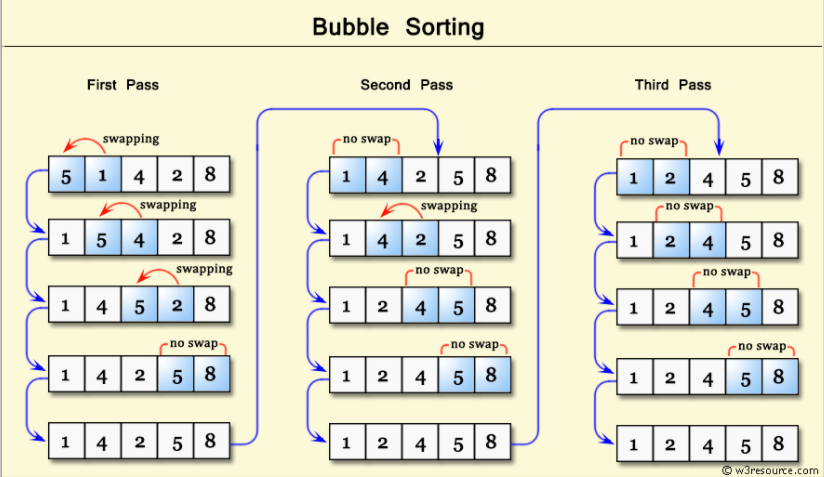 Bubble Sorting
First Pass
swapping
5 1 4 2 8
swapping
1 5 4 2 8
swapping
1 4 5 2 8
no swap
1 4 2 5 8
1 4 2 5 8
Second Pass
no swap
1 4 2 5 8
swapping
1 4 2 5 8
no swap
1 2 4 5 8
no swap
1 2 4 5 8
1 2 4 5 8
Third Pass
no swap
1 2 4 5 8
no swap
1 2 4 5 8
no swap
1 2 4 5 8
no swap
1 2 4 5 8
1 2 4 5 8
© w3resource.com